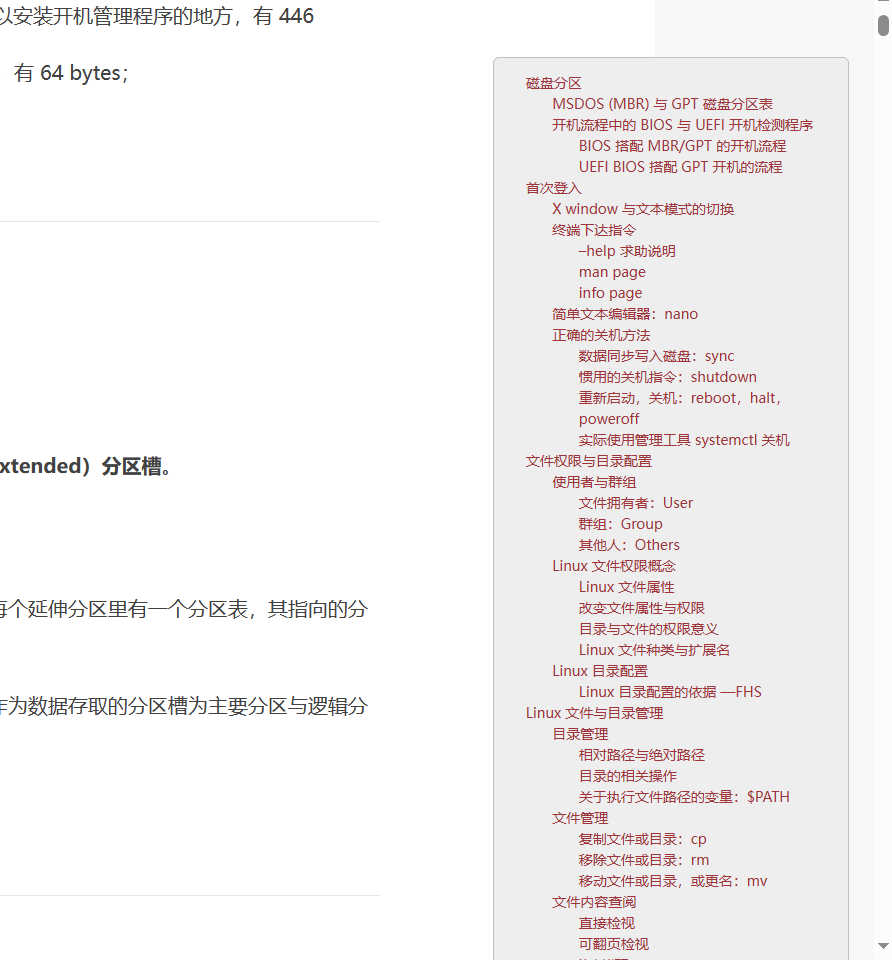 以安装开机管理程序的地方，有 446
有 64 bytes；
xtended）分区槽。
每个延伸分区里有一个分区表，其指向的分
作为数据存取的分区槽为主要分区与逻辑分
磁盘分区
MSDOS (MBR) 与 GPT 磁盘分区表
开机流程中的 BIOS 与 UEFI 开机检测程序
BIOS 搭配 MBR/GPT 的开机流程
UEFI BIOS 搭配 GPT 开机的流程
首次登入
X window 与文本模式的切换
终端下达指令
–help 求助说明
man page
info page
简单文本编辑器：nano
正确的关机方法
数据同步写入磁盘：sync
惯用的关机指令：shutdown
重新启动，关机：reboot，halt，
poweroff
实际使用管理工具 systemctl 关机
文件权限与目录配置
使用者与群组
文件拥有者：User
群组：Group
其他人：Others
Linux 文件权限概念
Linux 文件属性
改变文件属性与权限
目录与文件的权限意义
Linux 文件种类与扩展名
Linux 目录配置
Linux 目录配置的依据 —FHS
Linux 文件与目录管理
目录管理
相对路径与绝对路径
目录的相关操作
关于执行文件路径的变量：$PATH
文件管理
复制文件或目录：cp
移除文件或目录：rm
移动文件或目录，或更名：mv
文件内容查阅
直接检视
可翻页检视